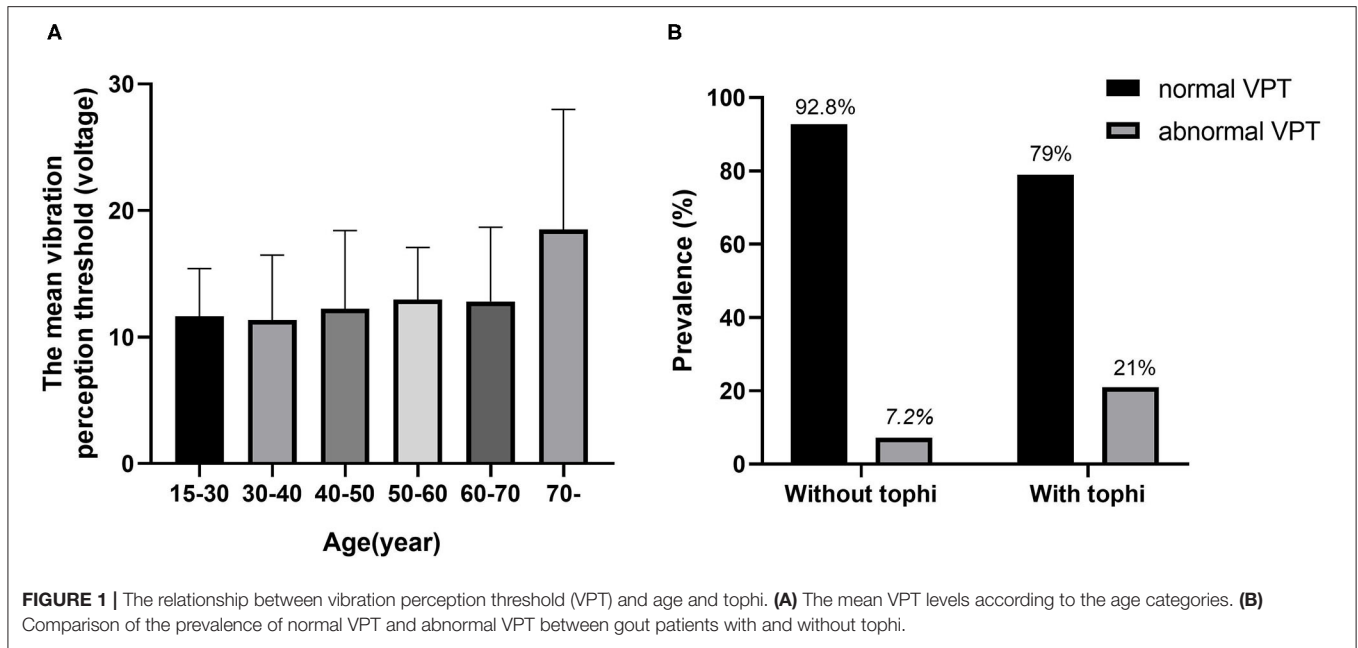 A
The mean vibration
perception threshold (voltage)
30
20
10
0
15-30 30-40 40-50 50-60 60-70 70-
Age(year)
B
Prevalence (%)
100
80
60
40
20
0
92.8%
7.2%
79%
21%
normal VPT
abnormal VPT
Without tophi With tophi
FIGURE 1 | The relationship between vibration perception threshold (VPT) and age and tophi. (A) The mean VPT levels according to the age categories. (B)
Comparison of the prevalence of normal VPT and abnormal VPT between gout patients with and without tophi.